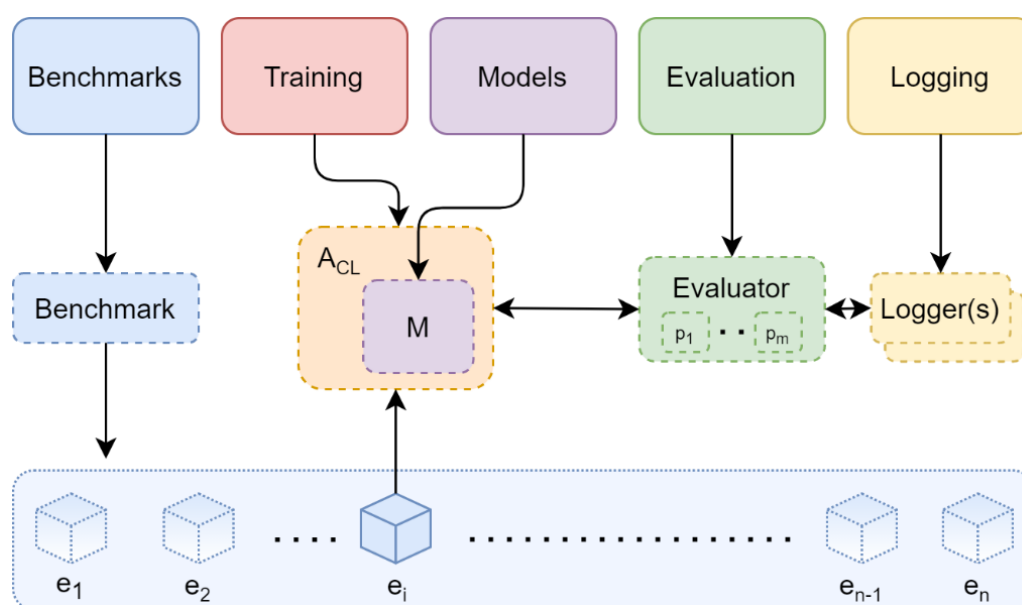 Benchmarks
Training
Models
Evaluation
Logging
A_CL
M
Benchmark
Evaluator
p_1 . . p_m
Logger(s)
e_1
e_2
e_i
e_n-1
e_n